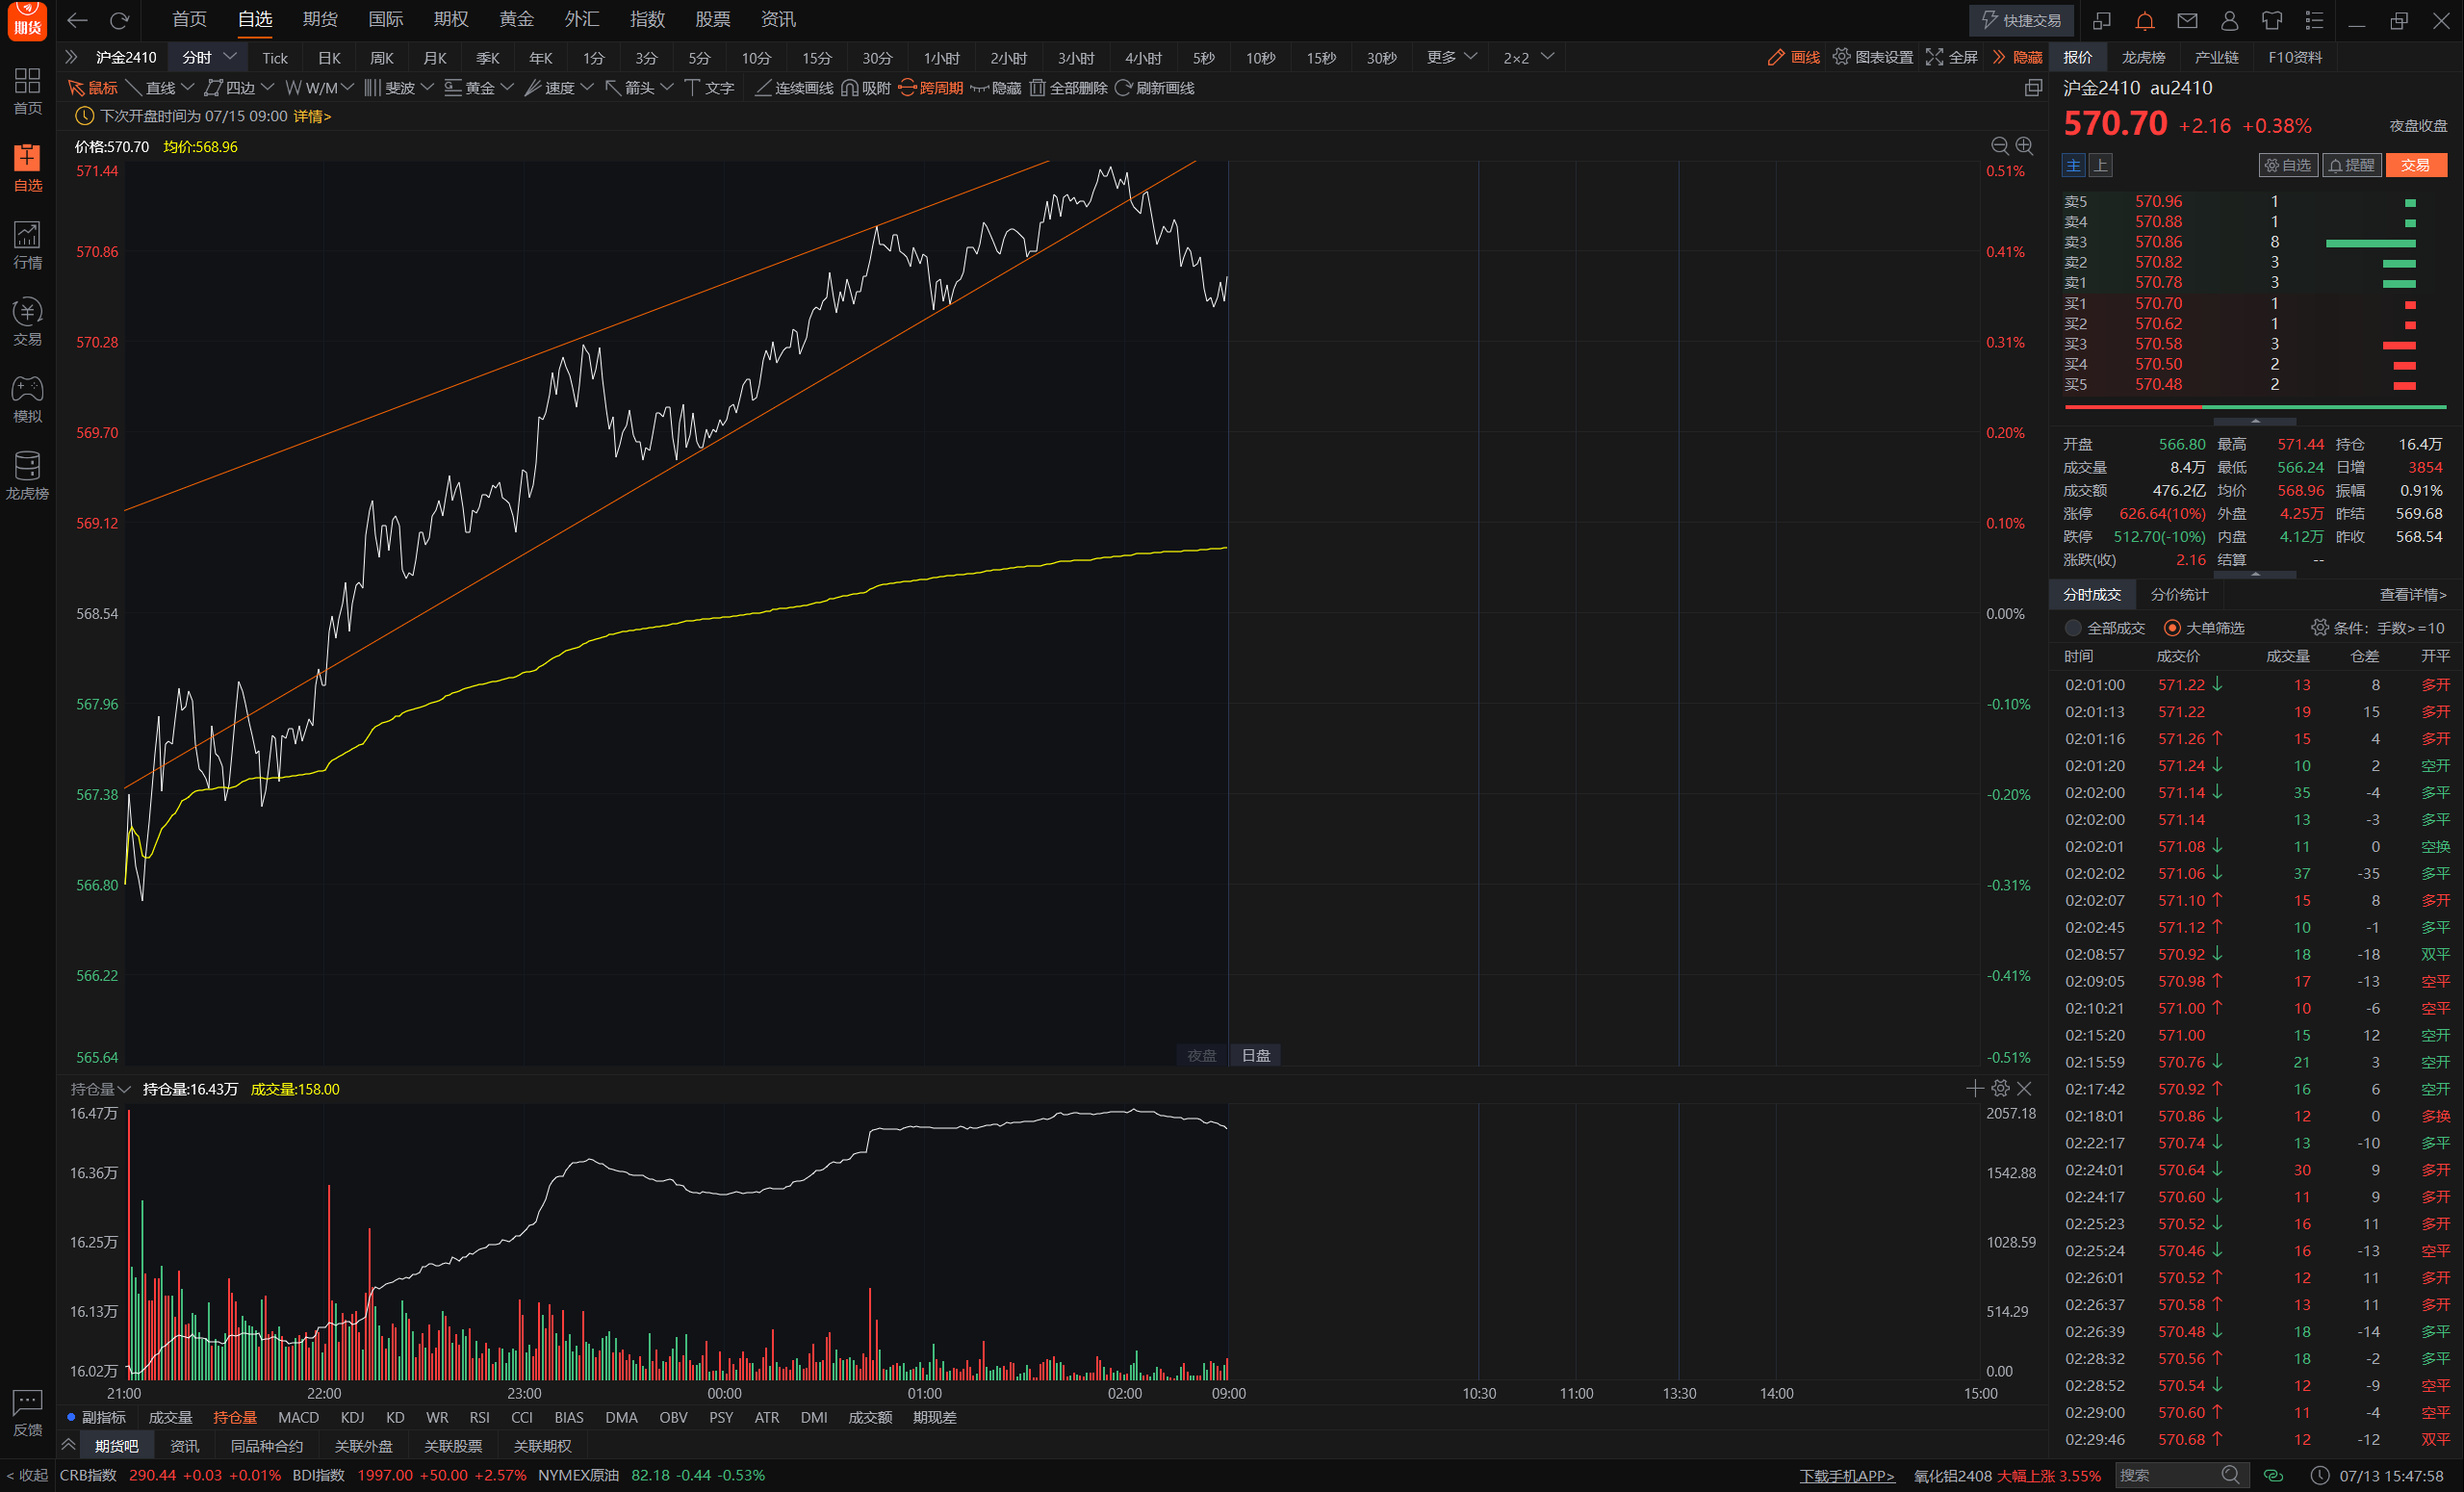 期货 首页 自选 期货 国际 期权 黄金 外汇 指数 股票 资讯 快捷交易
沪金2410 分时 Tick 日K 周K 月K 季K 年K 1分 3分 5分 10分 15分 30分 1小时 2小时 3小时 4小时 5秒 10秒 15秒 30秒 更多 2×2 画线 图表设置 全屏 隐藏 报价 龙虎榜 产业链 F10资料
鼠标 直线 四边 W/M 斐波 黄金 速度 箭头 文字 连续画线 吸附 跨周期 隐藏 全部删除 刷新画线
下次开盘时间为 07/15 09:00 详情>
首页
自选
行情
交易
模拟
龙虎榜
反馈
价格:570.70 均价:568.96
571.44 0.51%
570.86 0.41%
570.28 0.31%
569.70 0.20%
569.12 0.10%
568.54 0.00%
567.96 -0.10%
567.38 -0.20%
566.80 -0.31%
566.22 -0.41%
565.64 -0.51%
夜盘 日盘
持仓量 持仓量:16.43万 成交量:158.00
16.47万 2057.18
16.36万 1542.88
16.25万 1028.59
16.13万 514.29
16.02万 0.00
21:00 22:00 23:00 00:00 01:00 02:00 09:00 10:30 11:00 13:30 14:00 15:00
副指标 成交量 持仓量 MACD KDJ KD WR RSI CCI BIAS DMA OBV PSY ATR DMI 成交额 期现差
期货吧 资讯 同品种合约 关联外盘 关联股票 关联期权
沪金2410 au2410
570.70 +2.16 +0.38% 夜盘收盘
主 上 自选 提醒 交易
卖5 570.96 1
卖4 570.88 1
卖3 570.86 8
卖2 570.82 3
卖1 570.78 3
买1 570.70 1
买2 570.62 1
买3 570.58 3
买4 570.50 2
买5 570.48 2
开盘 566.80 最高 571.44 持仓 16.4万
成交量 8.4万 最低 566.24 日增 3854
成交额 476.2亿 均价 568.96 振幅 0.91%
涨停 626.64(10%) 外盘 4.25万 昨结 569.68
跌停 512.70(-10%) 内盘 4.12万 昨收 568.54
涨跌(收) 2.16 结算 --
分时成交 分价统计 查看详情>
全部成交 大单筛选 条件：手数>=10
时间 成交价 成交量 仓差 开平
02:01:00 571.22 ↓ 13 8 多开
02:01:13 571.22 19 15 多开
02:01:16 571.26 ↑ 15 4 多开
02:01:20 571.24 ↓ 10 2 空开
02:02:00 571.14 ↓ 35 -4 多平
02:02:00 571.14 13 -3 多平
02:02:01 571.08 ↓ 11 0 空换
02:02:02 571.06 ↓ 37 -35 多平
02:02:07 571.10 ↑ 15 8 多开
02:02:45 571.12 ↑ 10 -1 多平
02:08:57 570.92 ↓ 18 -18 双平
02:09:05 570.98 ↑ 17 -13 空平
02:10:21 571.00 ↑ 10 -6 空平
02:15:20 571.00 15 12 空开
02:15:59 570.76 ↓ 21 3 空开
02:17:42 570.92 ↑ 16 6 空开
02:18:01 570.86 ↓ 12 0 多换
02:22:17 570.74 ↓ 13 -10 多平
02:24:01 570.64 ↓ 30 9 多开
02:24:17 570.60 ↓ 11 9 多开
02:25:23 570.52 ↓ 16 11 多开
02:25:24 570.46 ↓ 16 -13 空平
02:26:01 570.52 ↑ 12 11 多开
02:26:37 570.58 ↑ 13 11 多开
02:26:39 570.48 ↓ 18 -14 多平
02:28:32 570.56 ↑ 18 -2 多平
02:28:52 570.54 ↓ 12 -9 空平
02:29:00 570.60 ↑ 11 -4 空平
02:29:46 570.68 ↑ 12 -12 双平
< 收起 CRB指数 290.44 +0.03 +0.01% BDI指数 1997.00 +50.00 +2.57% NYMEX原油 82.18 -0.44 -0.53% 下载手机APP> 氧化铝2408 大幅上涨 3.55% 搜索 07/13 15:47:58